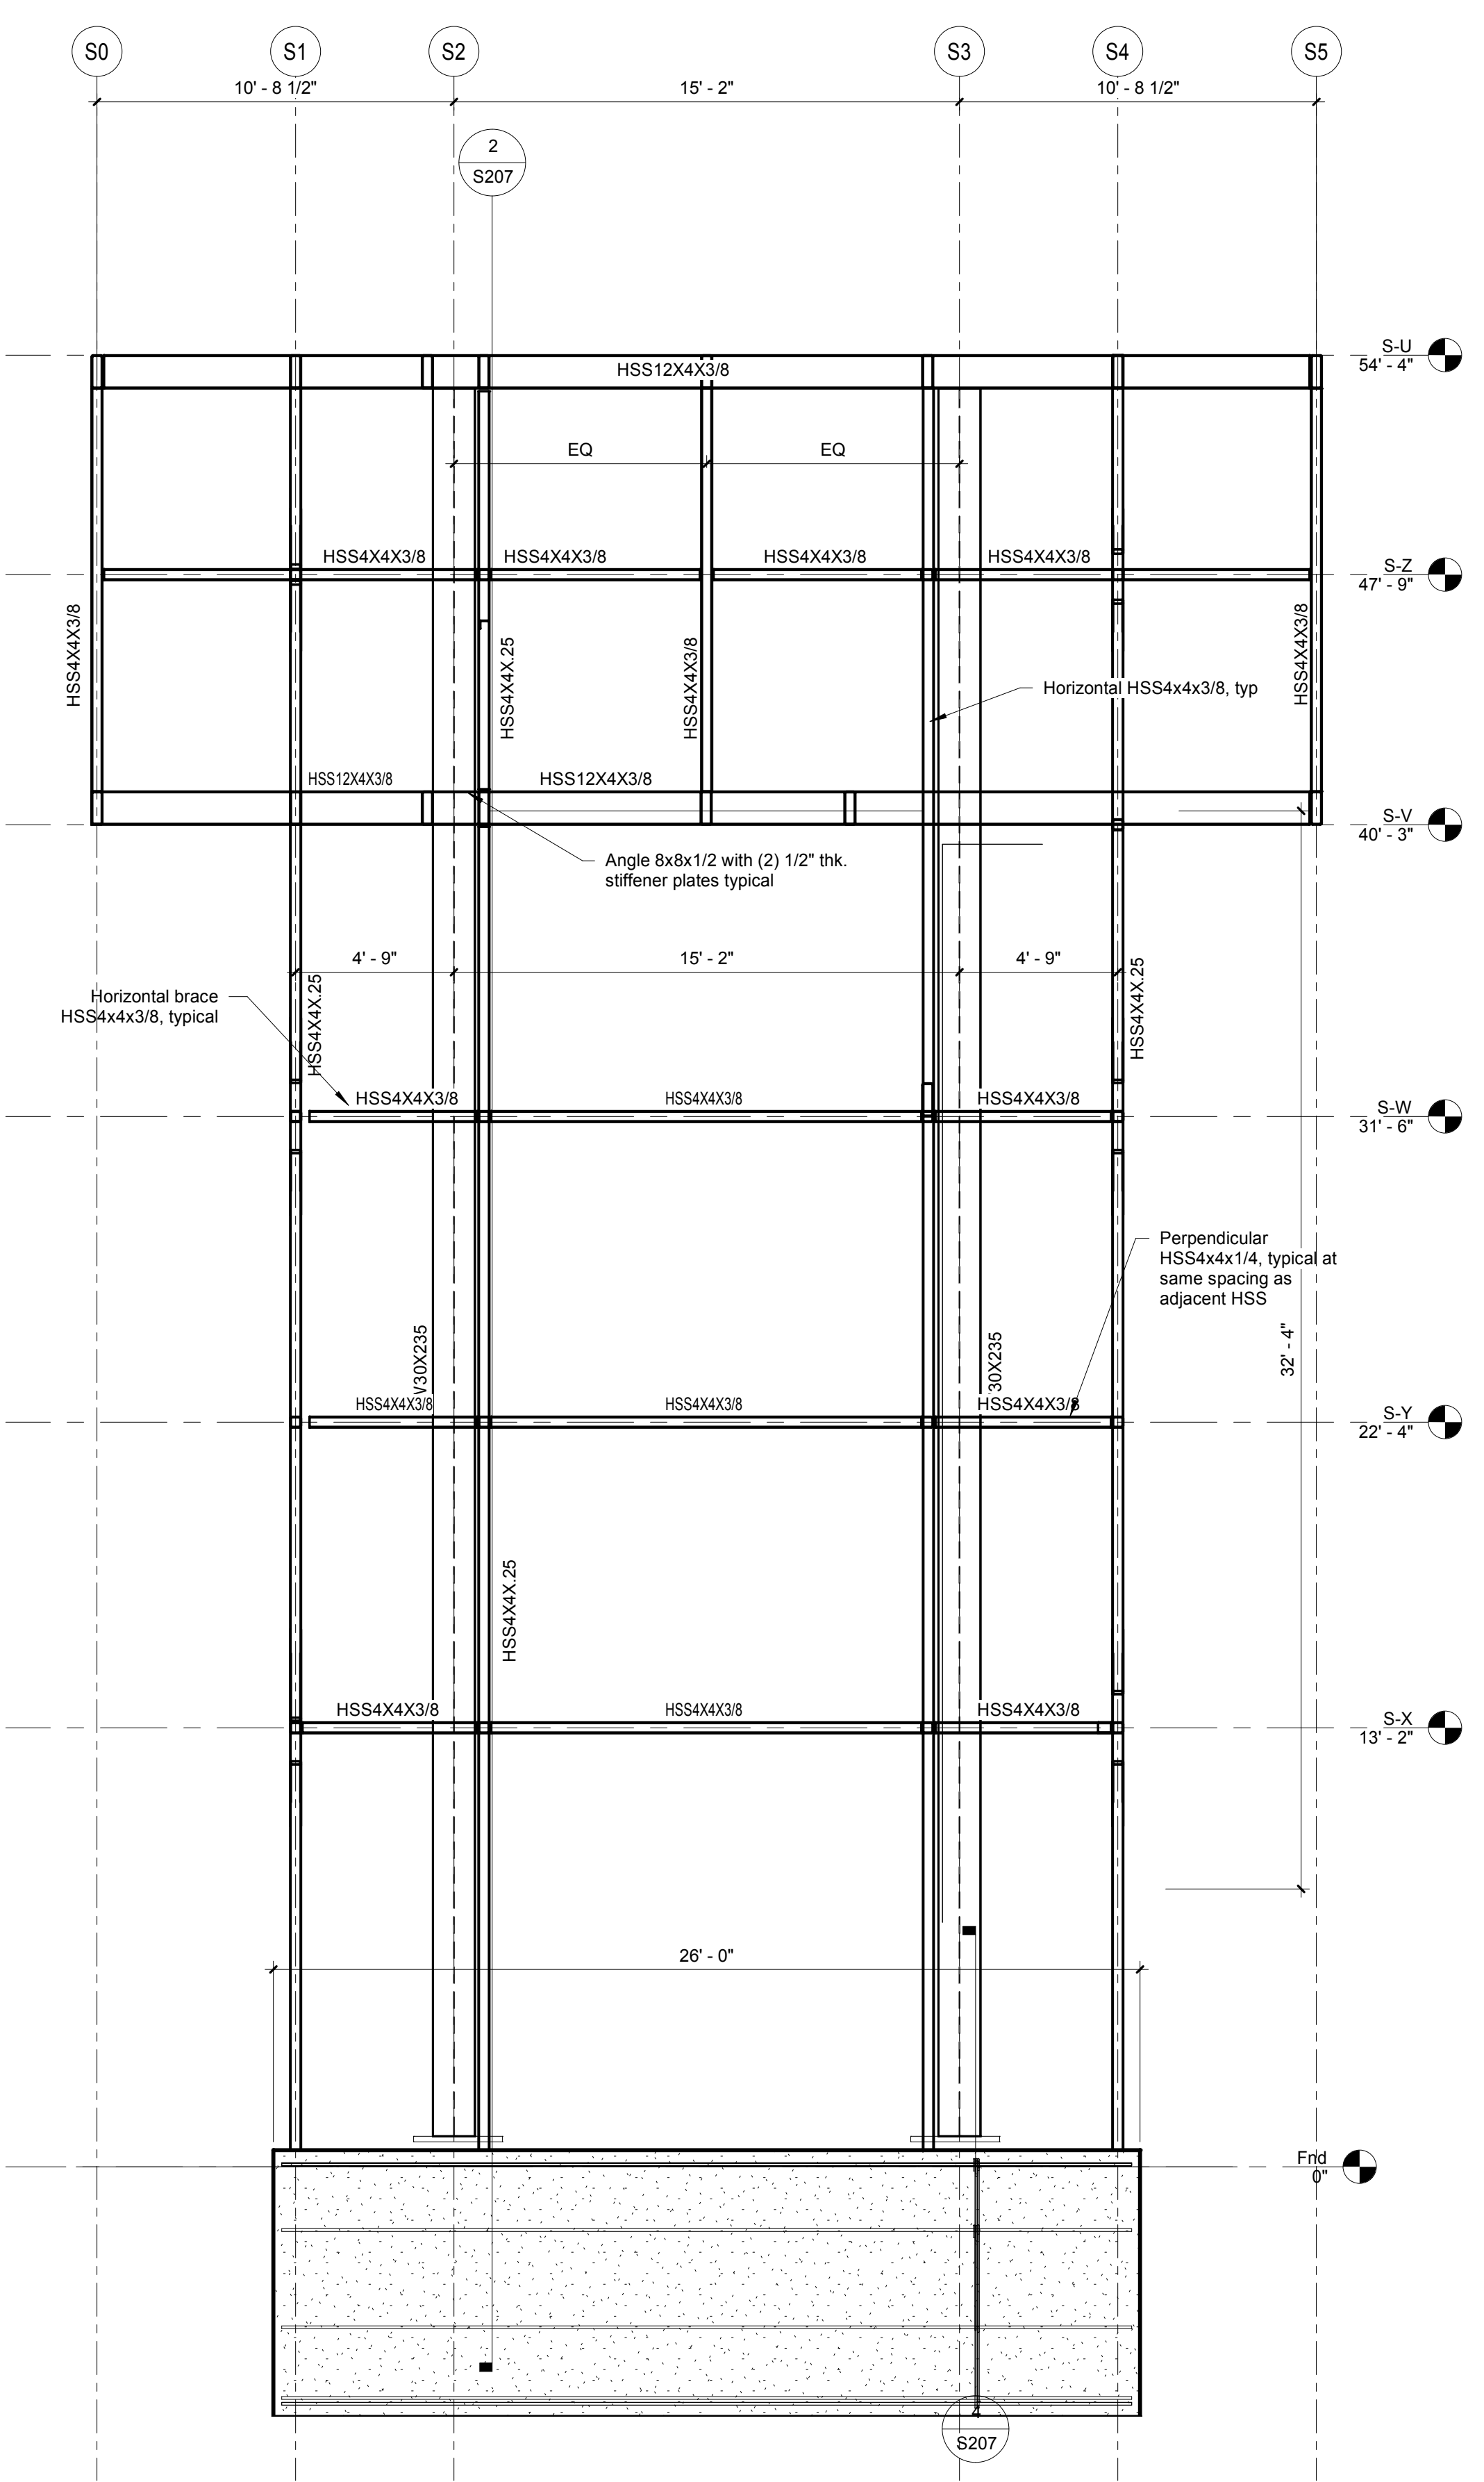 S0
S1
S2
S3
S4
S5
10' - 8 1/2"
15' - 2"
10' - 8 1/2"
2
S207
S-U
54' - 4"
HSS12X4X3/8
EQ
EQ
HSS4X4X3/8
HSS4X4X3/8
HSS4X4X3/8
HSS4X4X3/8
S-Z
47' - 9"
HSS4X4X3/8
HSS4X4X.25
HSS4X4X3/8
HSS4X4X3/8
Horizontal HSS4x4x3/8, typ
HSS12X4X3/8
HSS12X4X3/8
S-V
40' - 3"
Angle 8x8x1/2 with (2) 1/2" thk.
stiffener plates typical
4' - 9"
15' - 2"
4' - 9"
Horizontal brace
HSS4x4x3/8, typical
HSS4X4X.25
HSS4X4X.25
HSS4X4X3/8
HSS4X4X3/8
HSS4X4X3/8
S-W
31' - 6"
Perpendicular
HSS4x4x1/4, typical at
same spacing as
adjacent HSS
32' - 4"
30X235
30X235
HSS4X4X3/8
HSS4X4X3/8
HSS4X4X3/8
S-Y
22' - 4"
HSS4X4X.25
HSS4X4X3/8
HSS4X4X3/8
HSS4X4X3/8
S-X
13' - 2"
26' - 0"
Fnd
0"
4
S207